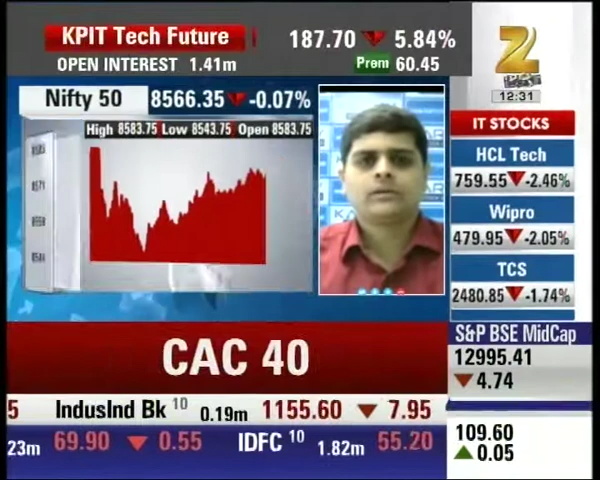 KPIT Tech Future 187.70 5.84%
OPEN INTEREST 1.41m Prem 60.45
12:31
Nifty 50 8566.35 -0.07%
High 8583.75 Low 8543.75 Open 8583.75
IT STOCKS
HCL Tech
759.55 -2.46%
Wipro
479.95 -2.05%
TCS
2480.85 -1.74%
CAC 40
S&P BSE MidCap
12995.41
4.74
5 IndusInd Bk 10 0.19m 1155.60 7.95
23m 69.90 0.55 IDFC 10 1.82m 55.20
109.60
0.05